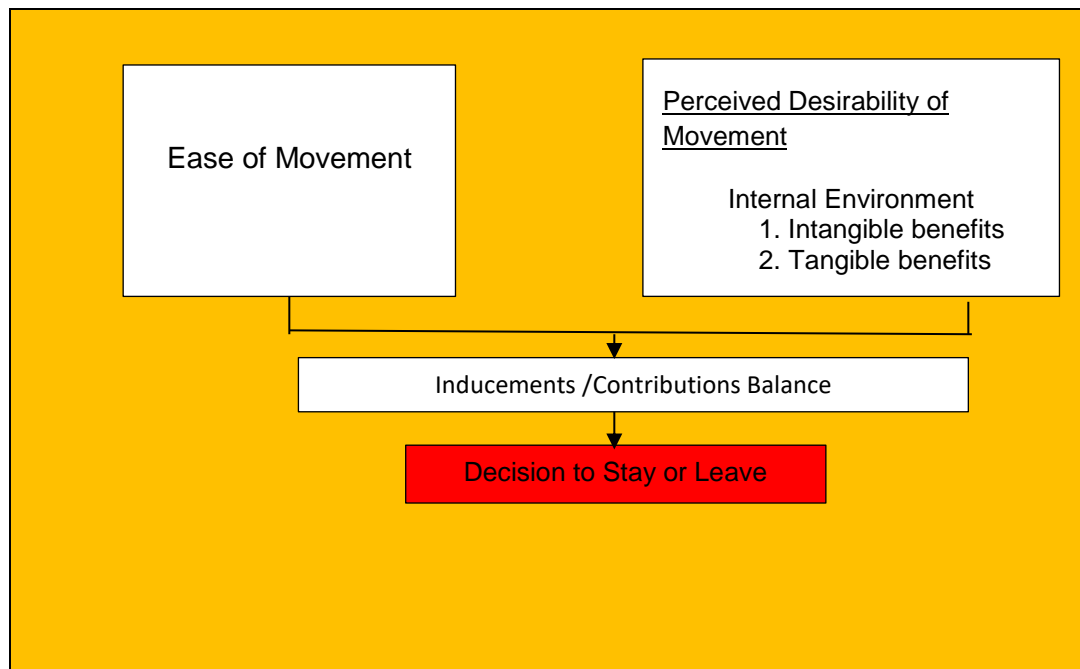 Ease of Movement
Perceived Desirability of
Movement
Internal Environment
1. Intangible benefits
2. Tangible benefits
Inducements /Contributions Balance
Decision to Stay or Leave